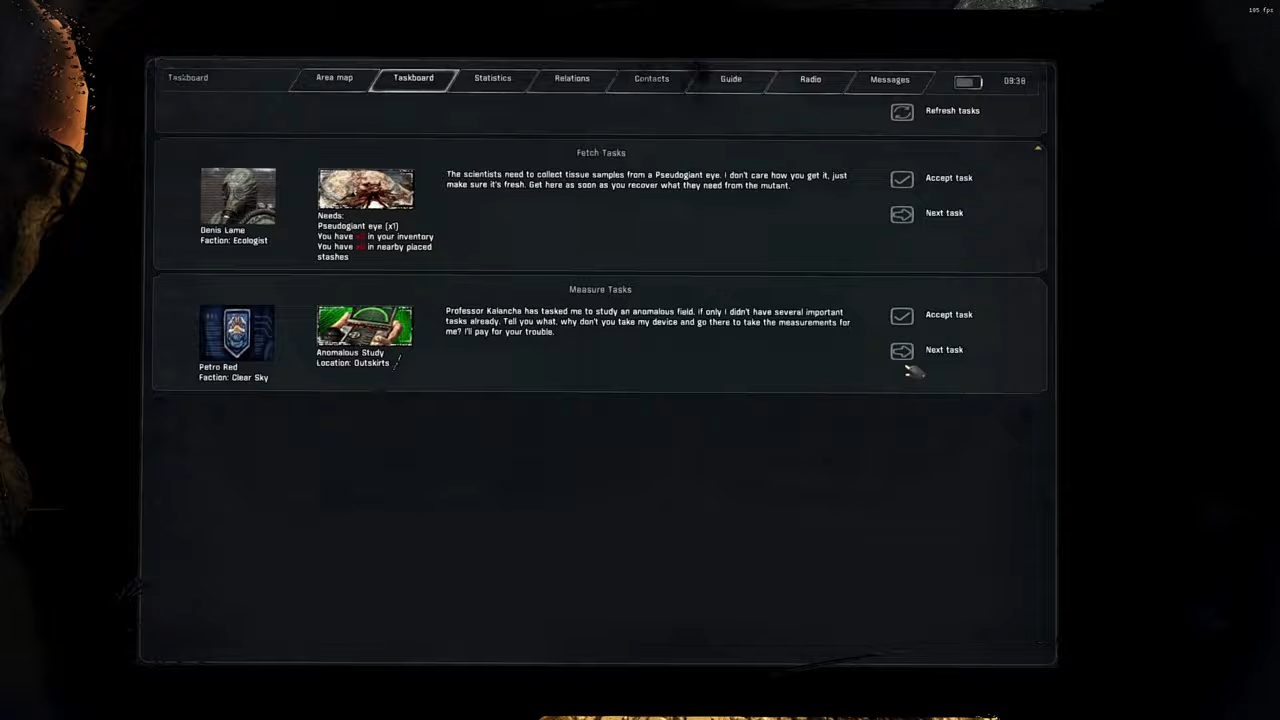 185 fps
Taskboard
Area map
Taskboard
Statistics
Relations
Contacts
Guide
Radio
Messages
09:38
Refresh tasks
Fetch Tasks
Denis Lame
Faction: Ecologist
Needs:
Pseudogiant eye (x1)
You have in your inventory
You have in nearby placed
stashes
The scientists need to collect tissue samples from a Pseudogiant eye. I don't care how you get it, just
make sure it's fresh. Get here as soon as you recover what they need from the mutant.
Accept task
Next task
Measure Tasks
Petro Red
Faction: Clear Sky
Anomalous Study
Location: Outskirts
Professor Kalancha has tasked me to study an anomalous field. If only I didn't have several important
tasks already. Tell you what, why don't you take my device and go there to take the measurements for
me? I'll pay for your trouble.
Accept task
Next task